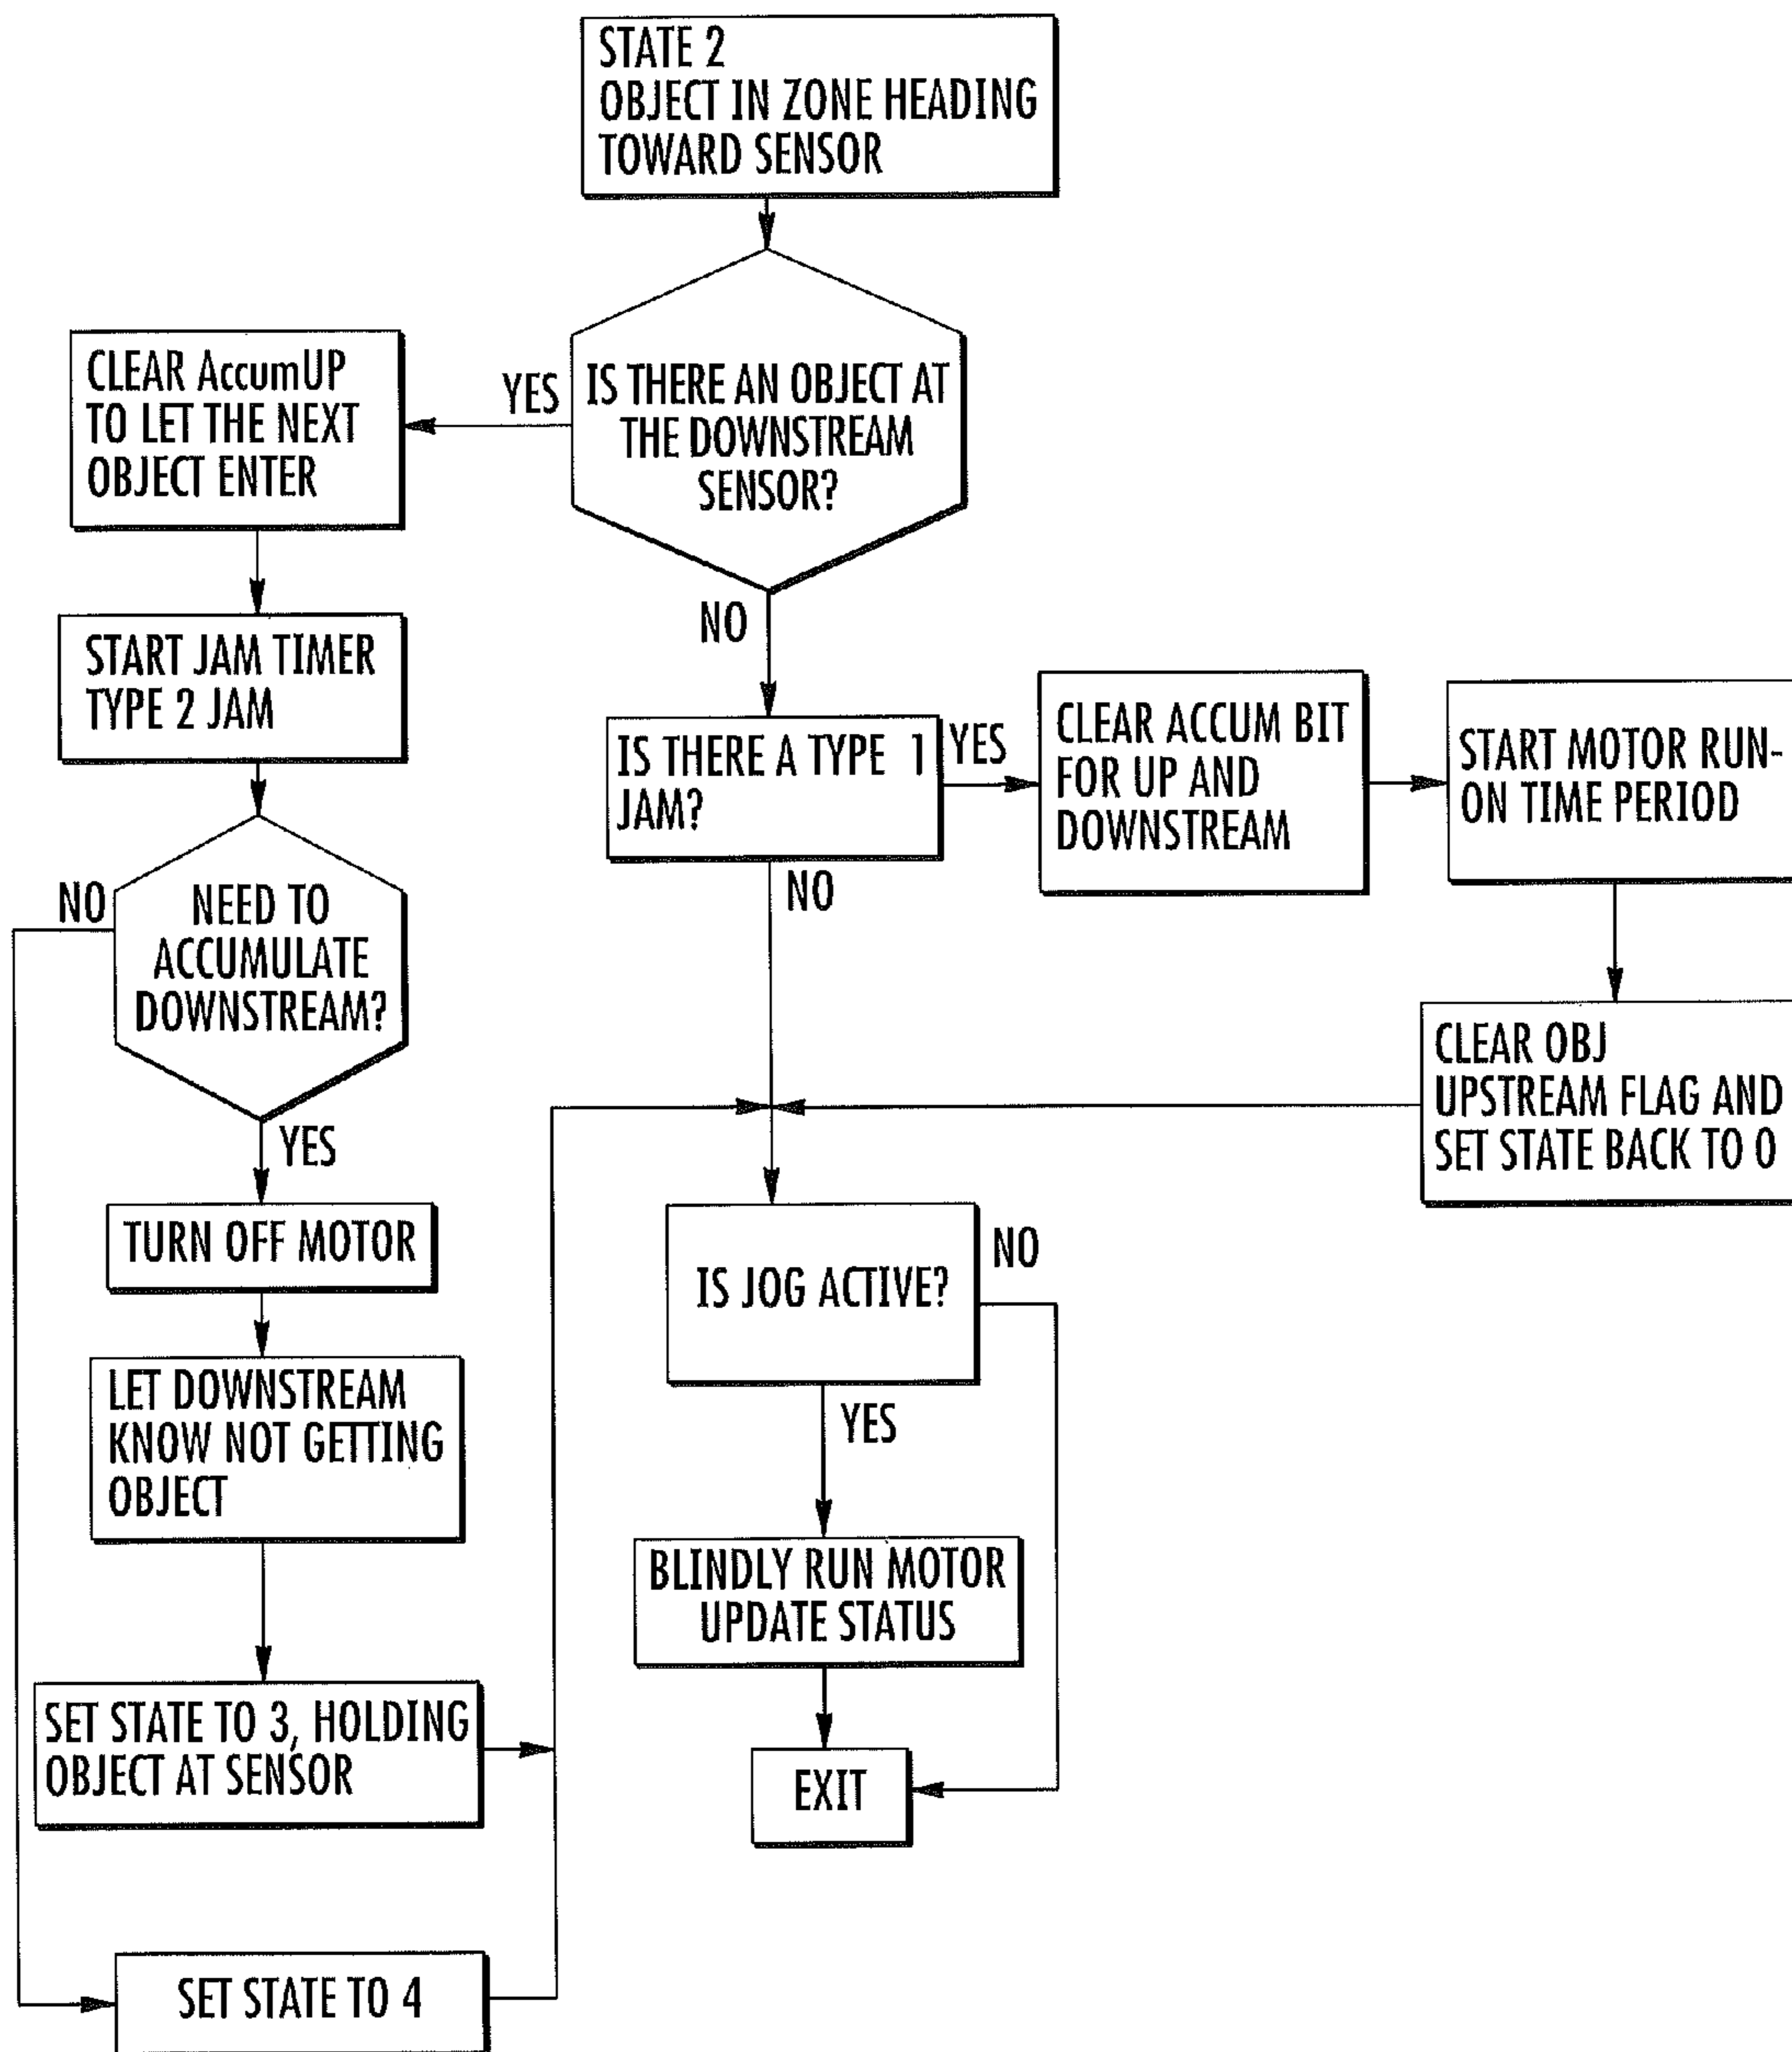 STATE 2
OBJECT IN ZONE HEADING
TOWARD SENSOR
IS THERE AN OBJECT AT
THE DOWNSTREAM
SENSOR?
YES
CLEAR AccumUP
TO LET THE NEXT
OBJECT ENTER
START JAM TIMER
TYPE 2 JAM
NEED TO
ACCUMULATE
DOWNSTREAM?
NO
YES
TURN OFF MOTOR
LET DOWNSTREAM
KNOW NOT GETTING
OBJECT
SET STATE TO 3, HOLDING
OBJECT AT SENSOR
SET STATE TO 4
NO
IS THERE A TYPE 1
JAM?
YES
CLEAR ACCUM BIT
FOR UP AND
DOWNSTREAM
START MOTOR RUN-
ON TIME PERIOD
CLEAR OBJ
UPSTREAM FLAG AND
SET STATE BACK TO 0
NO
IS JOG ACTIVE?
NO
YES
BLINDLY RUN MOTOR
UPDATE STATUS
EXIT